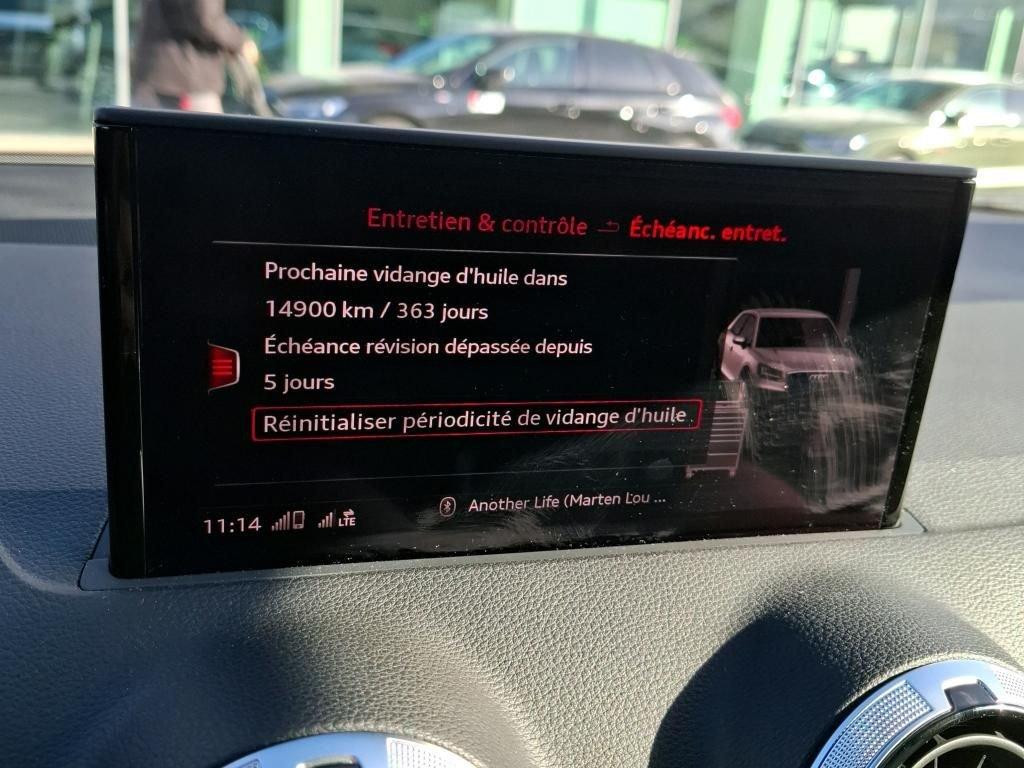 Entretien & contrôle Échéanc. entret.
Prochaine vidange d'huile dans
14900 km / 363 jours
Échéance révision dépassée depuis
5 jours
Réinitialiser périodicité de vidange d'huile
Another Life (Marten Lou ...
11:14 LTE